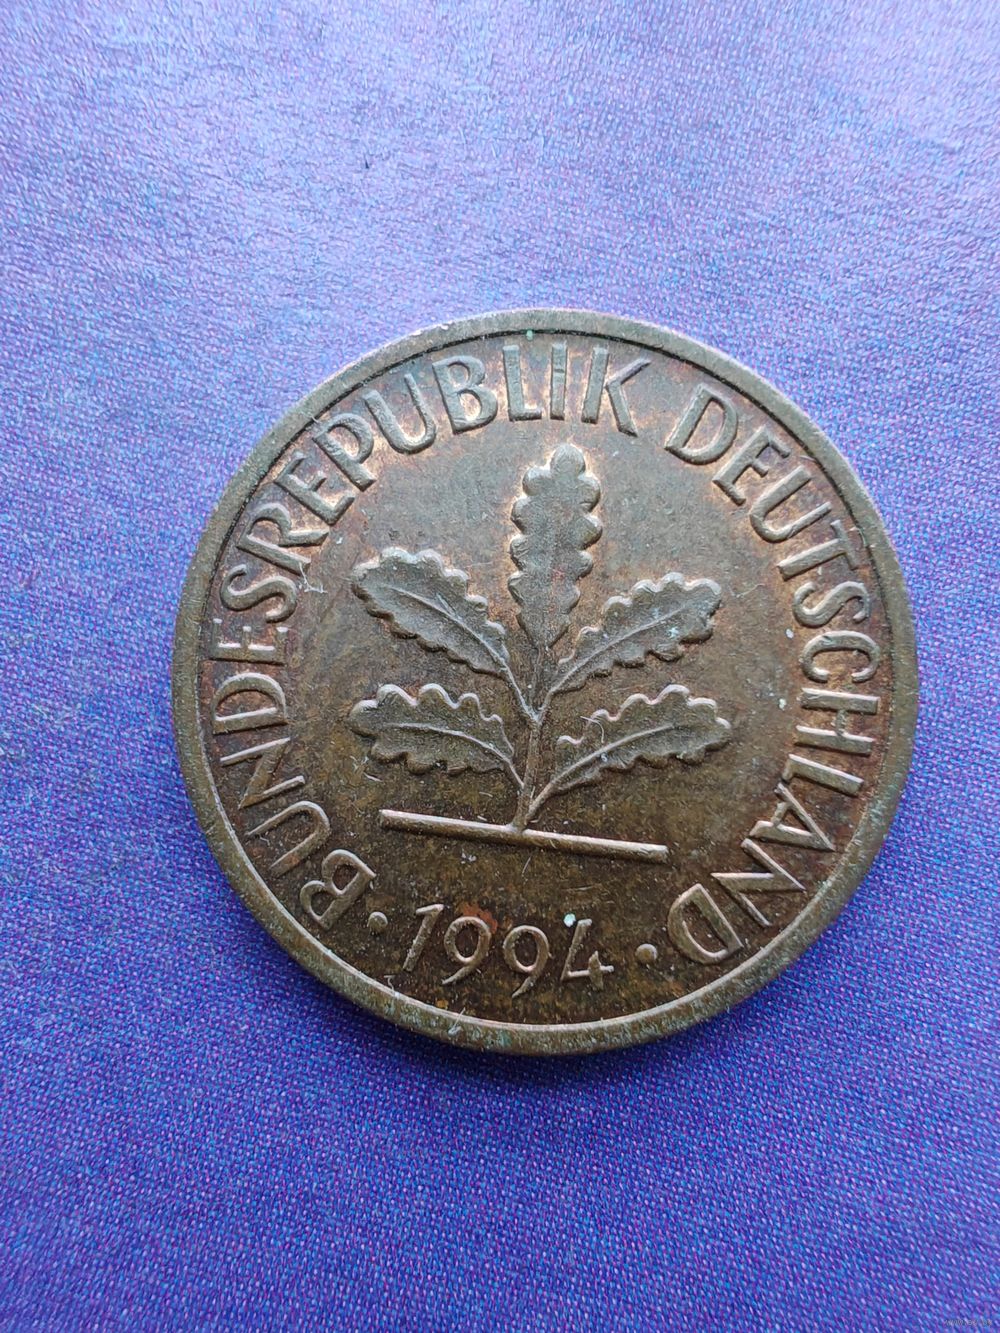 BUNDESREPUBLIK DEUTSCHLAND
· 1994 ·